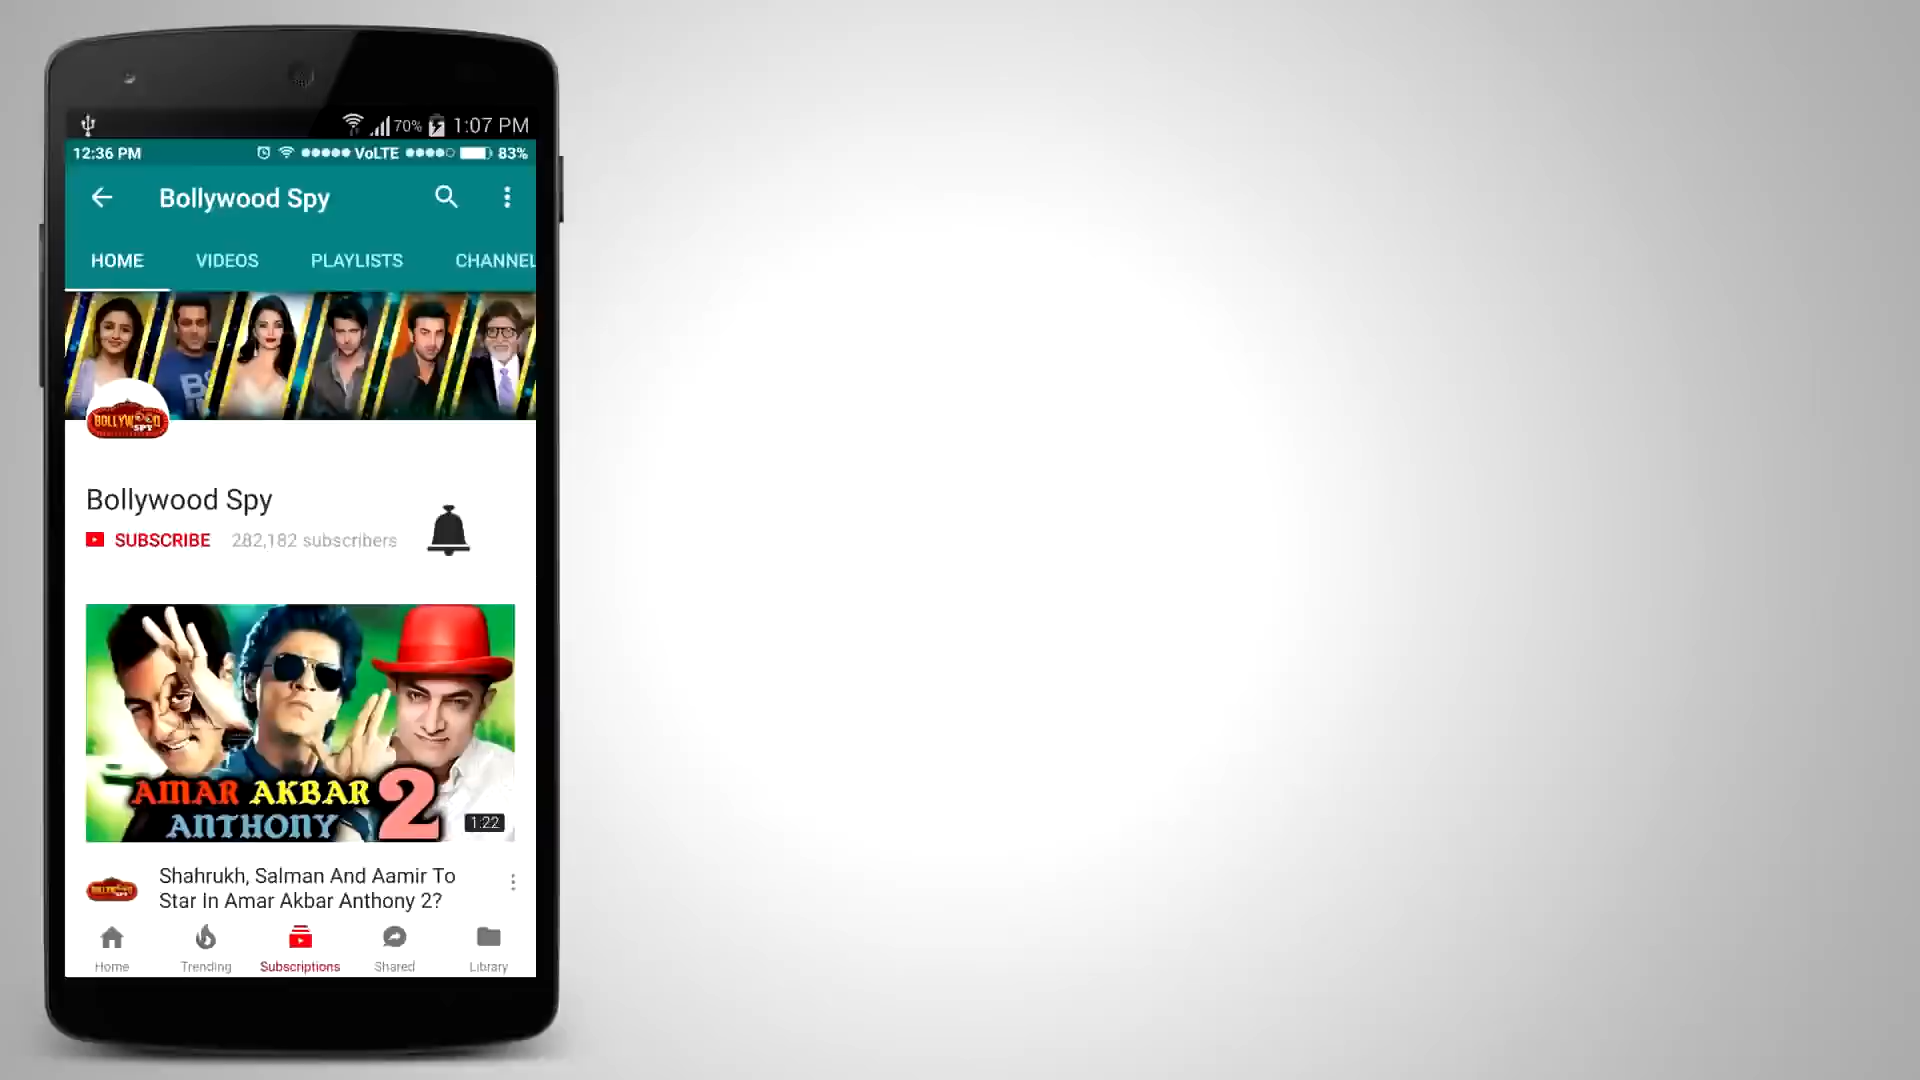 70% 1:07 PM
12:36 PM VoLTE 83%
Bollywood Spy
HOME VIDEOS PLAYLISTS CHANNEL
BOLLYWOOD
SPY
Bollywood Spy
SUBSCRIBE 282,182 subscribers
AMAR AKBAR 2
ANTHONY
1:22
Shahrukh, Salman And Aamir To
Star In Amar Akbar Anthony 2?
Home Trending Subscriptions Shared Library